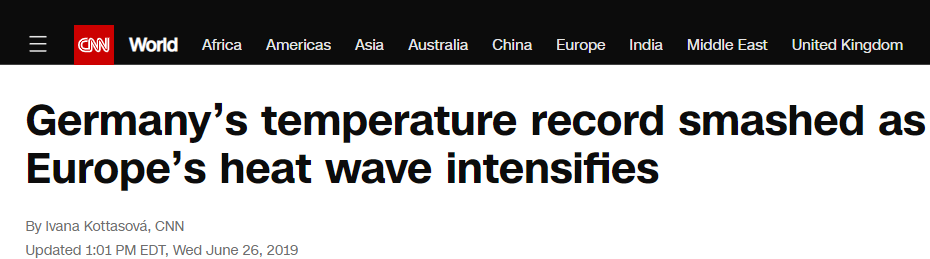 CNN World Africa Americas Asia Australia China Europe India Middle East United Kingdom
Germany’s temperature record smashed as
Europe’s heat wave intensifies
By Ivana Kottasová, CNN
Updated 1:01 PM EDT, Wed June 26, 2019